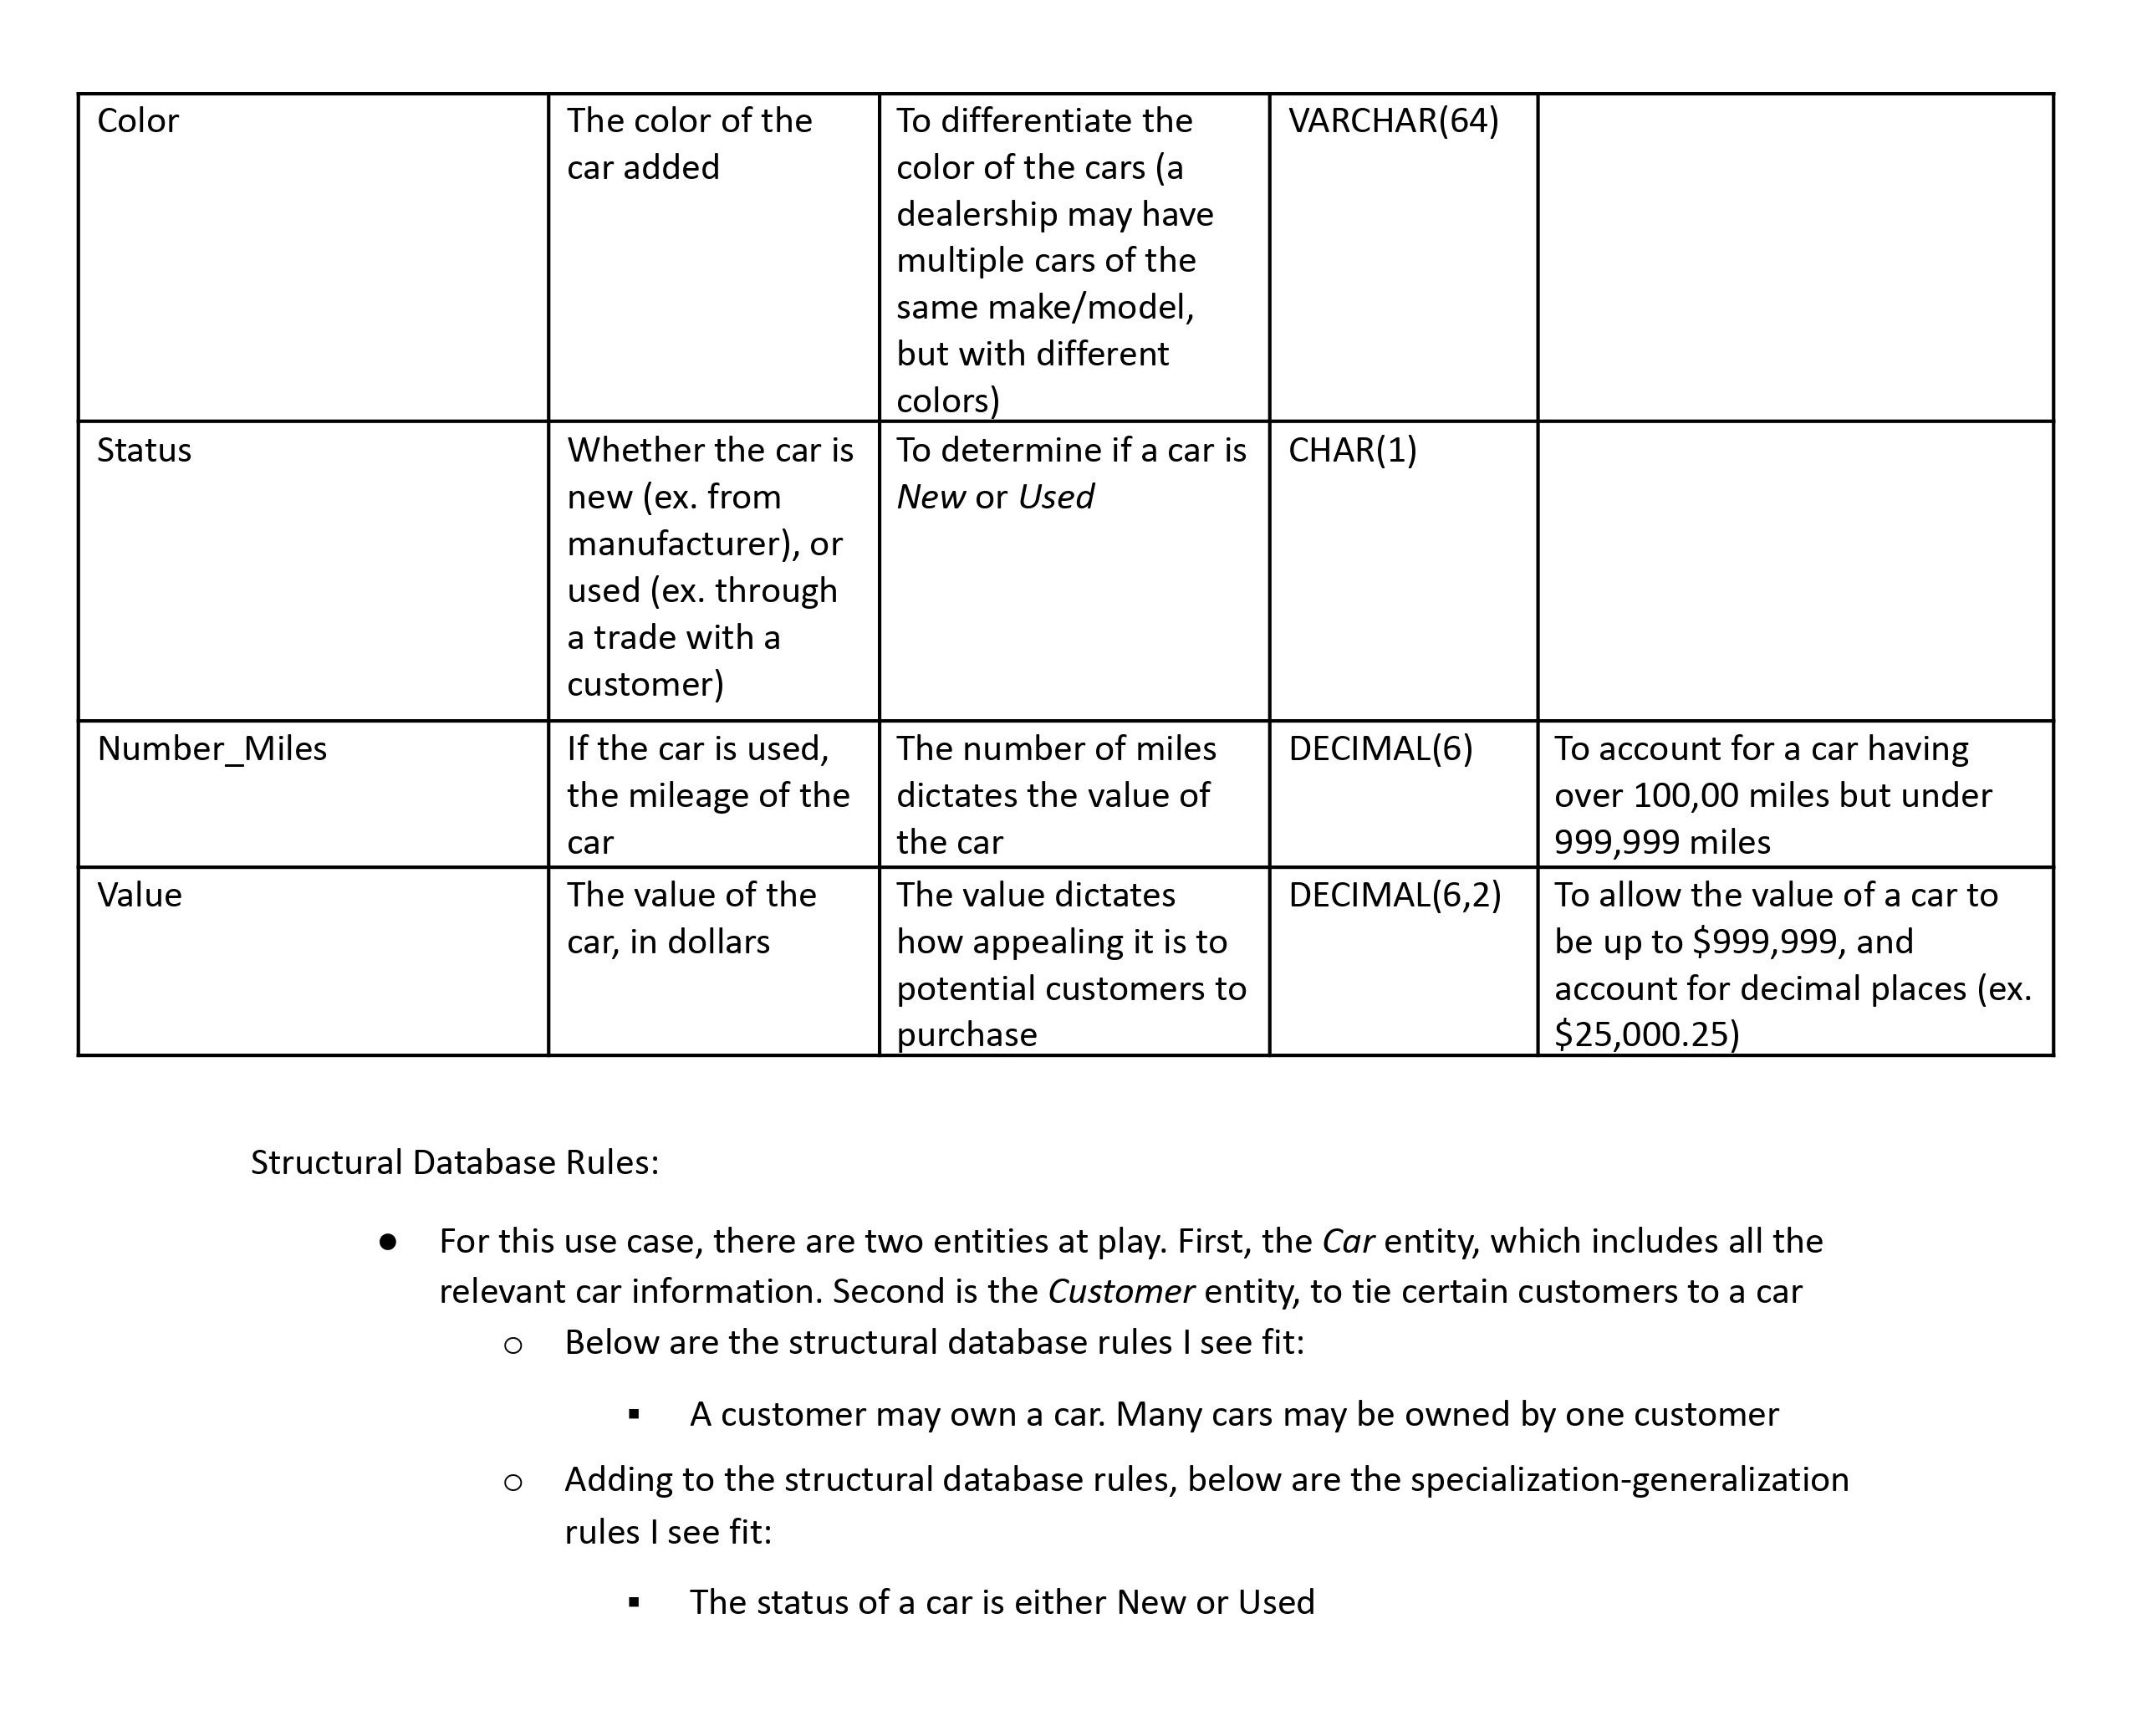 Color
The color of the
car added
To differentiate the
color of the cars (a
dealership may have
multiple cars of the
same make/model,
but with different
colors)
VARCHAR(64)
Status
Whether the car is
new (ex. from
manufacturer), or
used (ex. through
a trade with a
customer)
To determine if a car is
New or Used
CHAR(1)
Number_Miles
If the car is used,
the mileage of the
car
The number of miles
dictates the value of
the car
DECIMAL(6)
To account for a car having
over 100,00 miles but under
999,999 miles
Value
The value of the
car, in dollars
The value dictates
how appealing it is to
potential customers to
purchase
DECIMAL(6,2)
To allow the value of a car to
be up to $999,999, and
account for decimal places (ex.
$25,000.25)
Structural Database Rules:
● For this use case, there are two entities at play. First, the Car entity, which includes all the
relevant car information. Second is the Customer entity, to tie certain customers to a car
○ Below are the structural database rules I see fit:
▪ A customer may own a car. Many cars may be owned by one customer
○ Adding to the structural database rules, below are the specialization-generalization
rules I see fit:
▪ The status of a car is either New or Used